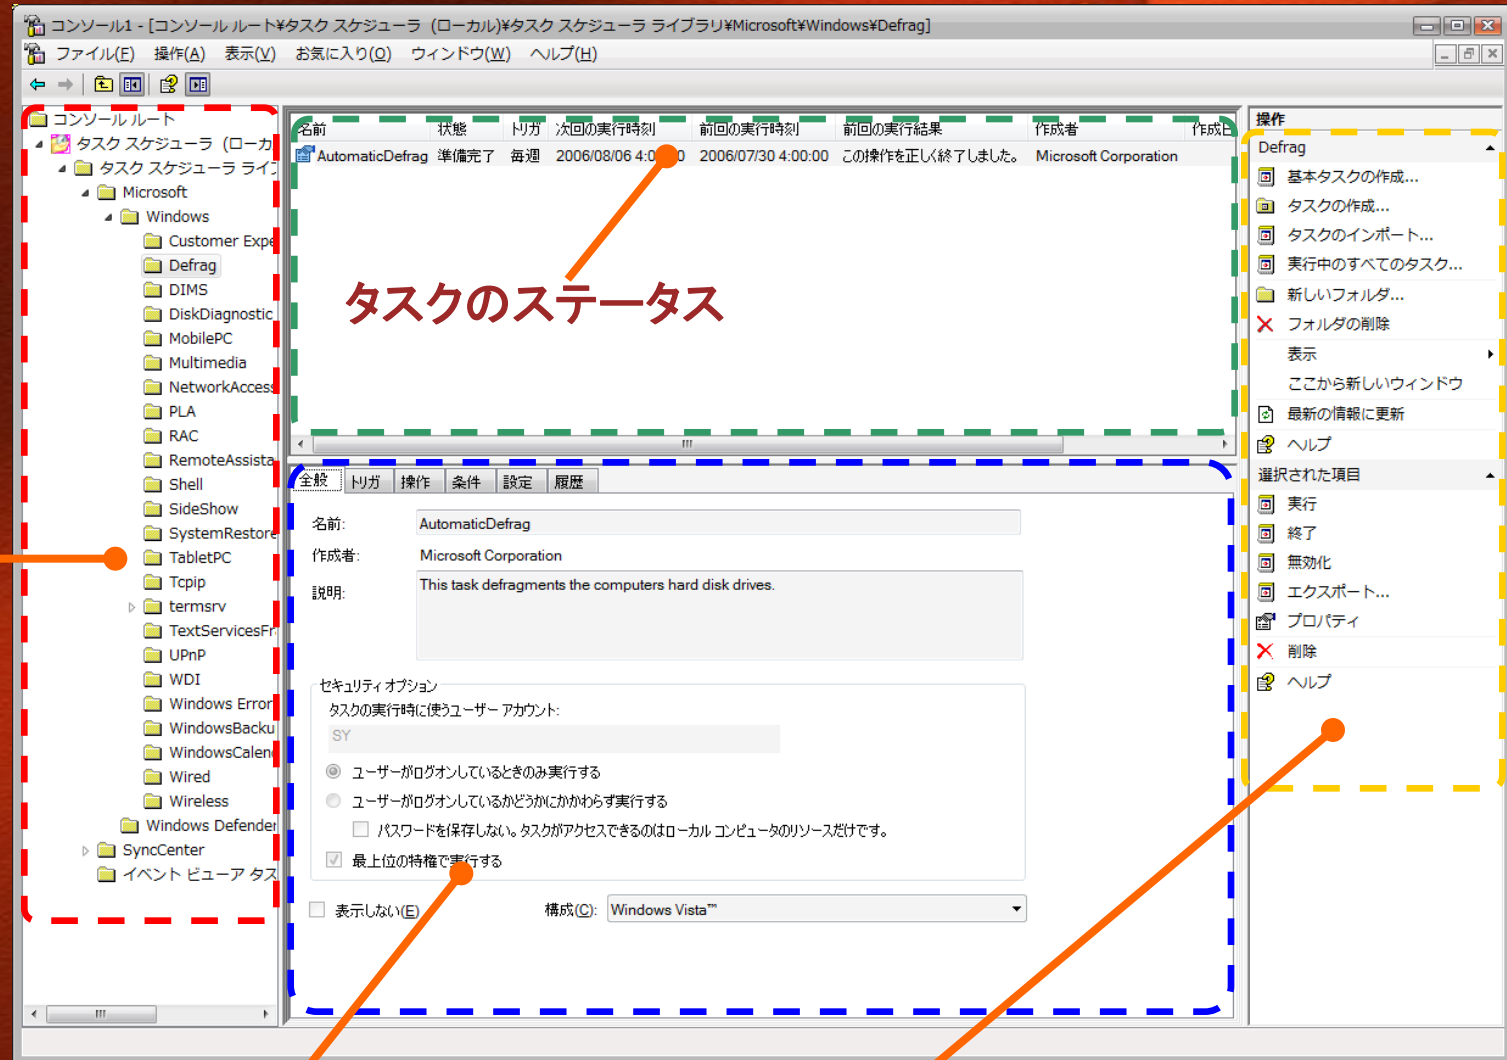 コンソール1 - [コンソール ルート¥タスク スケジューラ (ローカル)¥タスク スケジューラ ライブラリ¥Microsoft¥Windows¥Defrag]
ファイル(F) 操作(A) 表示(V) お気に入り(O) ウィンドウ(W) ヘルプ(H)
コンソール ルート
タスク スケジューラ (ローカ
タスク スケジューラ ライ
Microsoft
Windows
Customer Expe
Defrag
DIMS
DiskDiagnostic
MobilePC
Multimedia
NetworkAccess
PLA
RAC
RemoteAssista
Shell
SideShow
SystemRestore
TabletPC
Tcpip
termsrv
TextServicesFr
UPnP
WDI
Windows Error
WindowsBacku
WindowsCalen
Wired
Wireless
Windows Defender
SyncCenter
イベント ビューア タス
名前 状態 トリガ 次回の実行時刻 前回の実行時刻 前回の実行結果 作成者 作成日
AutomaticDefrag 準備完了 毎週 2006/08/06 4:0 0 2006/07/30 4:00:00 この操作を正しく終了しました。 Microsoft Corporation
タスクのステータス
全般 トリガ 操作 条件 設定 履歴
名前: AutomaticDefrag
作成者: Microsoft Corporation
説明: This task defragments the computers hard disk drives.
セキュリティ オプション
タスクの実行時に使うユーザー アカウント:
SY
ユーザーがログオンしているときのみ実行する
ユーザーがログオンしているかどうかにかかわらず実行する
パスワードを保存しない。タスクがアクセスできるのはローカル コンピュータのリソースだけです。
最上位の特権で実行する
表示しない(E) 構成(C): Windows Vista™
操作
Defrag
基本タスクの作成...
タスクの作成...
タスクのインポート...
実行中のすべてのタスク...
新しいフォルダ...
フォルダの削除
表示
ここから新しいウィンドウ
最新の情報に更新
ヘルプ
選択された項目
実行
終了
無効化
エクスポート...
プロパティ
削除
ヘルプ